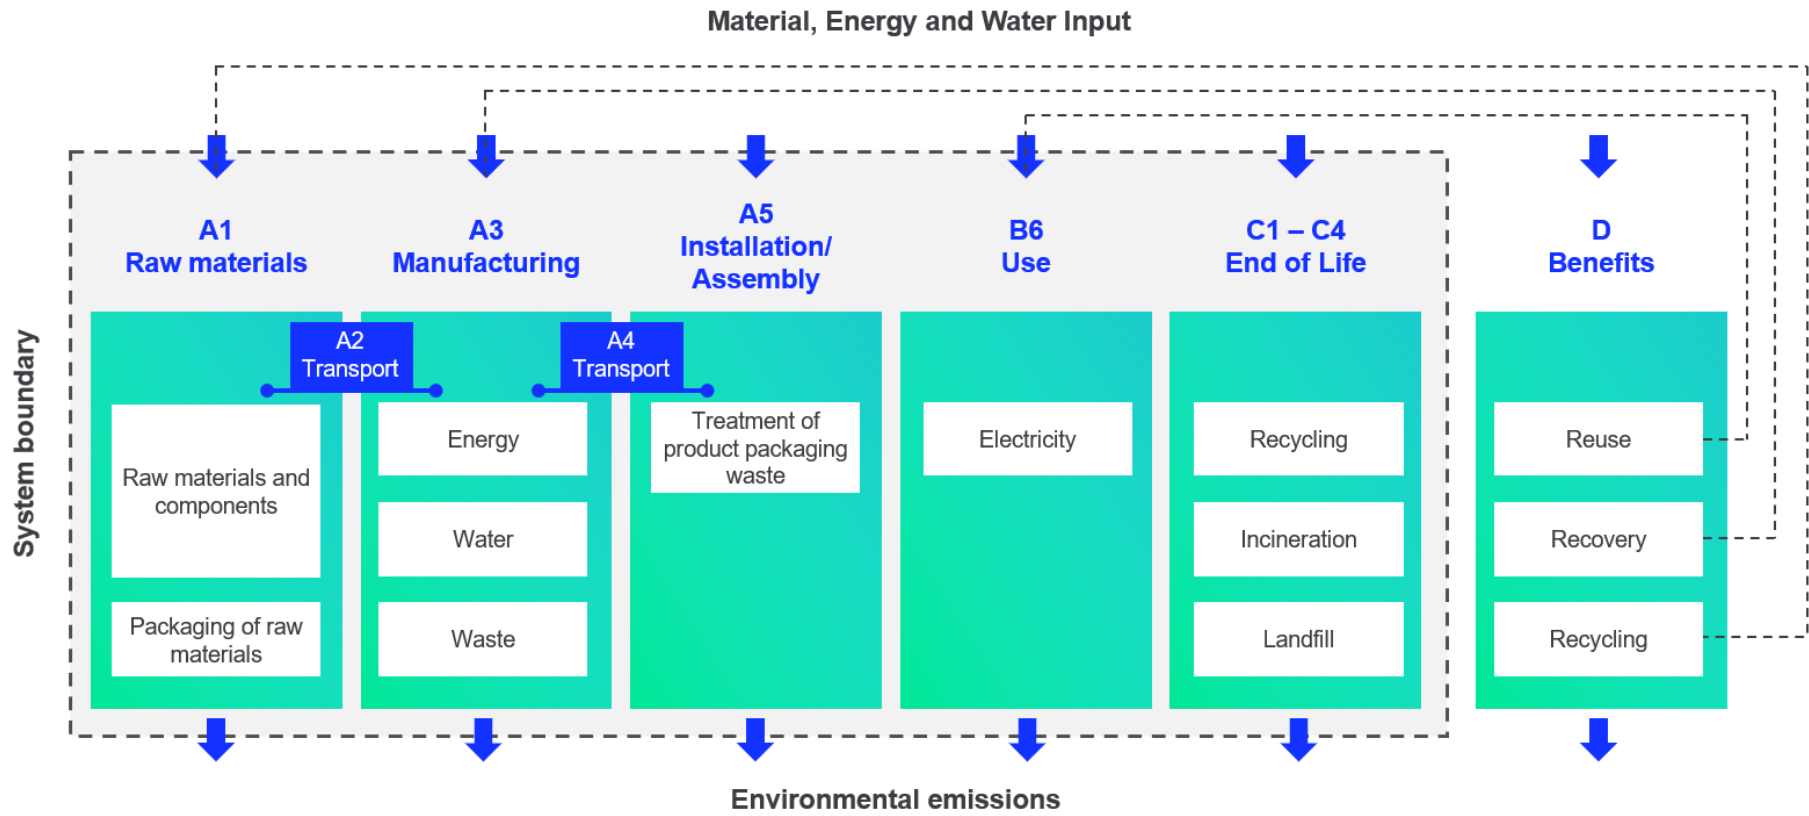 Material, Energy and Water Input
System boundary
A1
Raw materials
A3
Manufacturing
A5
Installation/
Assembly
B6
Use
C1 – C4
End of Life
D
Benefits
A2
Transport
A4
Transport
Raw materials and
components
Packaging of raw
materials
Energy
Water
Waste
Treatment of
product packaging
waste
Electricity
Recycling
Incineration
Landfill
Reuse
Recovery
Recycling
Environmental emissions